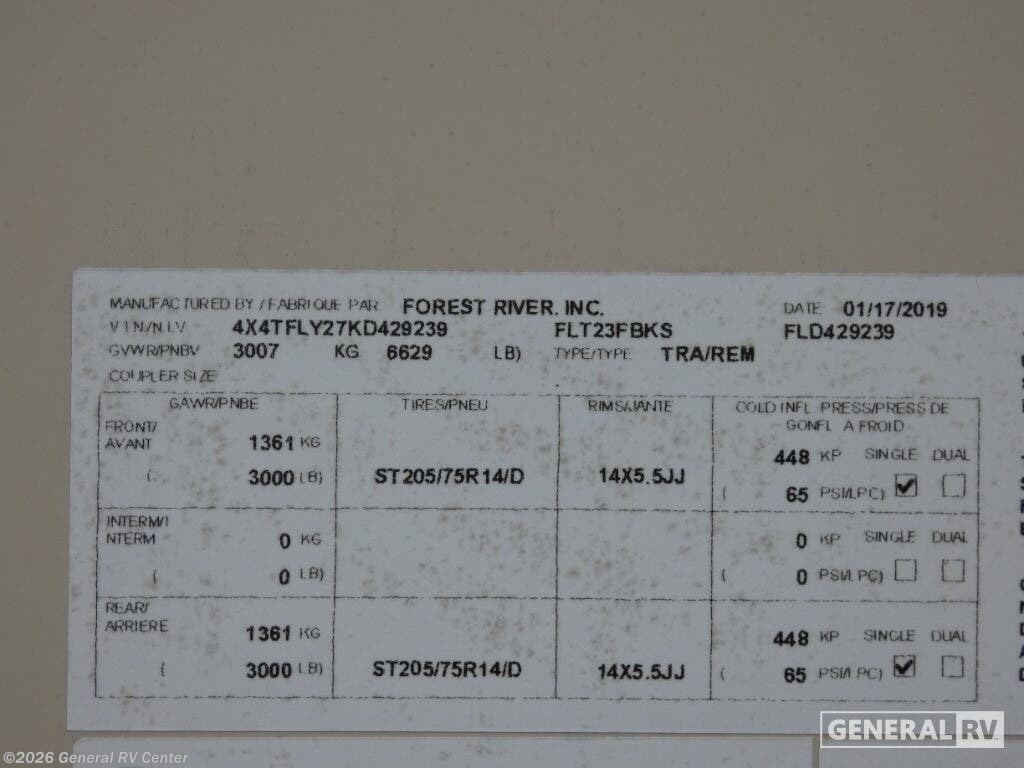 MANUFACTURED BY / FABRIQUE PAR FOREST RIVER. INC. DATE 01/17/2019
V I N/N.I.V 4X4TFLY27KD429239 FLT23FBKS FLD429239
GVWR/PNBV 3007 KG 6629 LB) TYPE/TYPE TRA/REM
COUPLER SIZE
GAWR/PNBE TIRES/PNEU RIMS/JANTE COLD INFL PRESS/PRESS DE
GONFL A FROID
FRONT/
AVANT 1361 KG 448 KP SINGLE DUAL
( 3000 LB) ST205/75R14/D 14X5.5JJ ( 65 PSI/LPC)
INTERM/I
NTERM 0 KG 0 KP SINGLE DUAL
( 0 LB) ( 0 PSI/LPC)
REAR/
ARRIERE 1361 KG 448 KP SINGLE DUAL
( 3000 LB) ST205/75R14/D 14X5.5JJ ( 65 PSI/LPC)
GENERAL RV
©2026 General RV Center